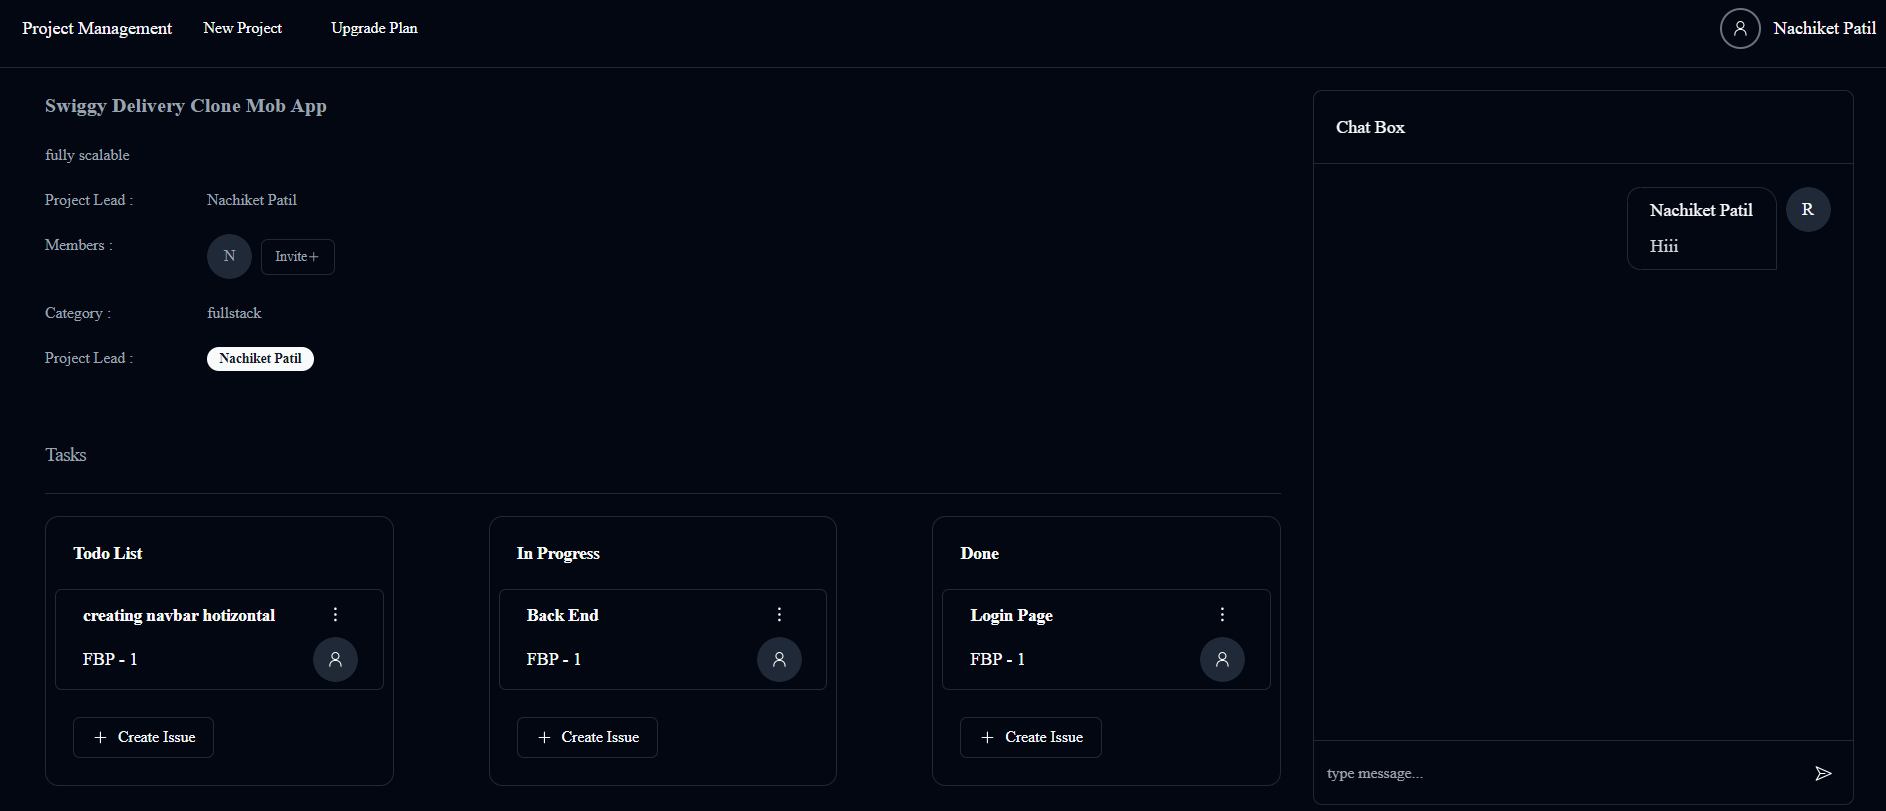 Project Management New Project Upgrade Plan Nachiket Patil
Swiggy Delivery Clone Mob App
fully scalable
Project Lead : Nachiket Patil
Members : N Invite+
Category : fullstack
Project Lead : Nachiket Patil
Tasks
Todo List
creating navbar hotizontal
FBP - 1
Create Issue
In Progress
Back End
FBP - 1
Create Issue
Done
Login Page
FBP - 1
Create Issue
Chat Box
Nachiket Patil R
Hiii
type message...